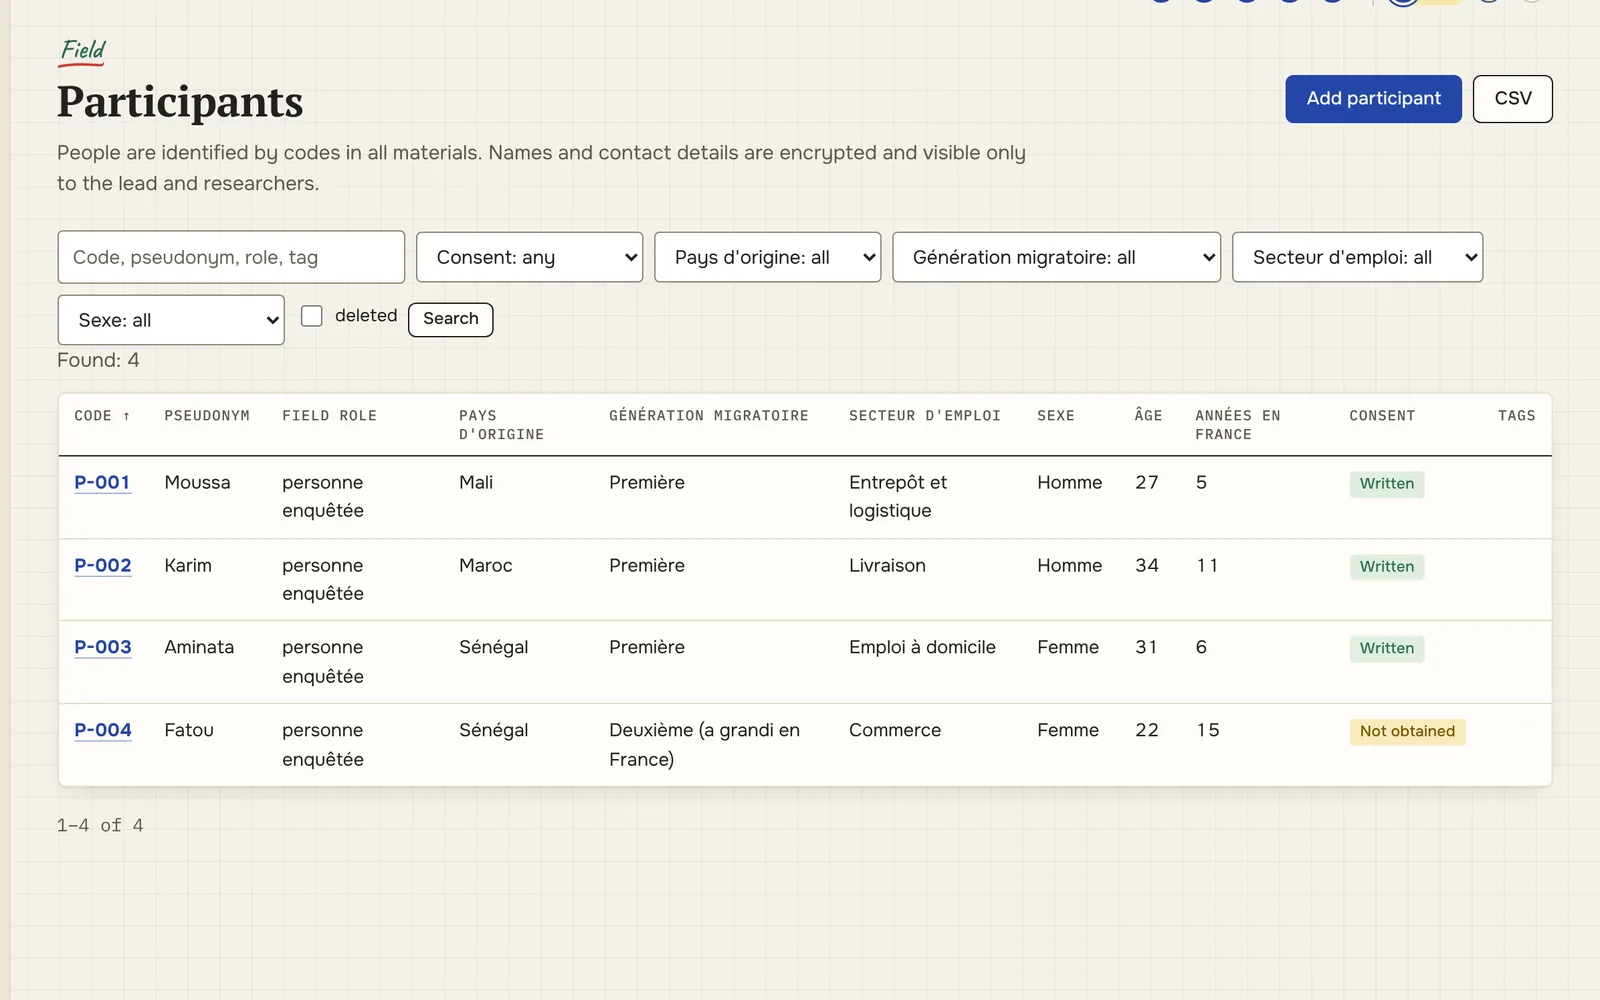 Field
Participants
Add participant
CSV
People are identified by codes in all materials. Names and contact details are encrypted and visible only
to the lead and researchers.
Code, pseudonym, role, tag
Consent: any
Pays d'origine: all
Génération migratoire: all
Secteur d'emploi: all
Sexe: all
deleted
Search
Found: 4
CODE ↑ PSEUDONYM FIELD ROLE PAYS D'ORIGINE GÉNÉRATION MIGRATOIRE SECTEUR D'EMPLOI SEXE ÂGE ANNÉES EN FRANCE CONSENT TAGS
P-001 Moussa personne enquêtée Mali Première Entrepôt et logistique Homme 27 5 Written
P-002 Karim personne enquêtée Maroc Première Livraison Homme 34 11 Written
P-003 Aminata personne enquêtée Sénégal Première Emploi à domicile Femme 31 6 Written
P-004 Fatou personne enquêtée Sénégal Deuxième (a grandi en France) Commerce Femme 22 15 Not obtained
1–4 of 4